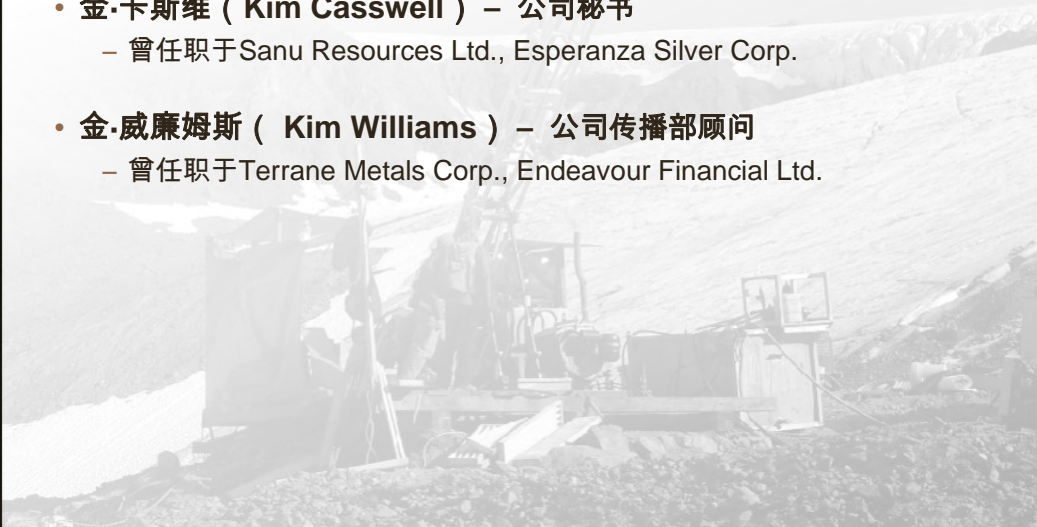 • 金·卡斯维（Kim Casswell）– 公司秘书
– 曾任职于Sanu Resources Ltd., Esperanza Silver Corp.
• 金·威廉姆斯（ Kim Williams） – 公司传播部顾问
– 曾任职于Terrane Metals Corp., Endeavour Financial Ltd.